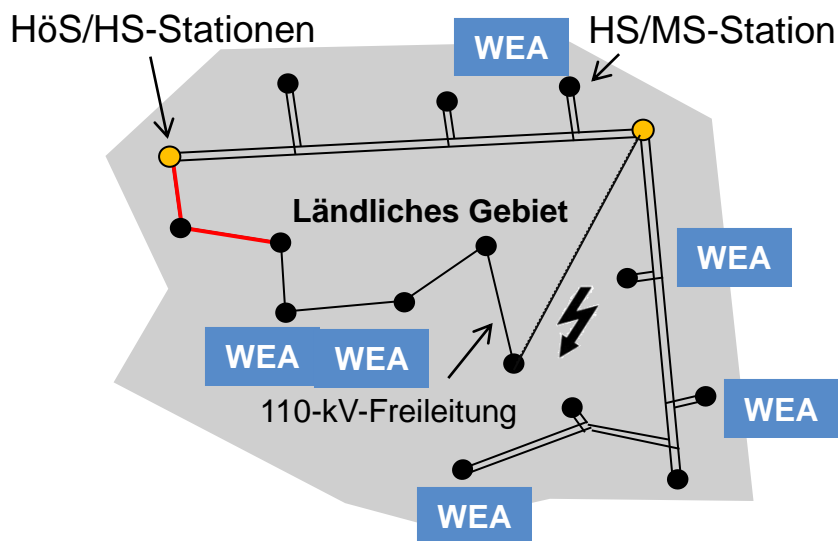 HöS/HS-Stationen
WEA
HS/MS-Station
Ländliches Gebiet
WEA
WEA
WEA
110-kV-Freileitung
WEA
WEA